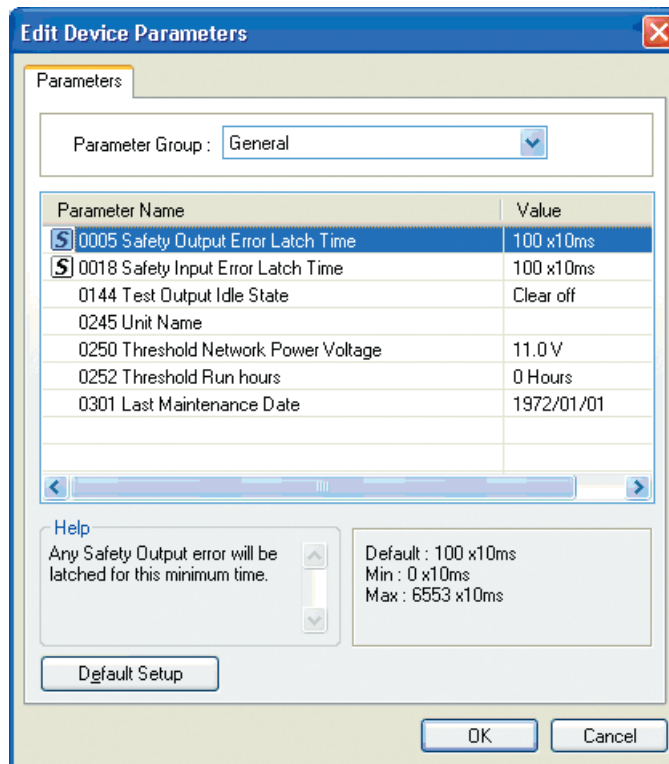 Edit Device Parameters
Parameters
Parameter Group : General
Parameter Name Value
S 0005 Safety Output Error Latch Time 100 x10ms
S 0018 Safety Input Error Latch Time 100 x10ms
0144 Test Output Idle State Clear off
0245 Unit Name
0250 Threshold Network Power Voltage 11.0 V
0252 Threshold Run hours 0 Hours
0301 Last Maintenance Date 1972/01/01
Help
Any Safety Output error will be
latched for this minimum time.
Default : 100 x10ms
Min : 0 x10ms
Max : 6553 x10ms
Default Setup
OK Cancel